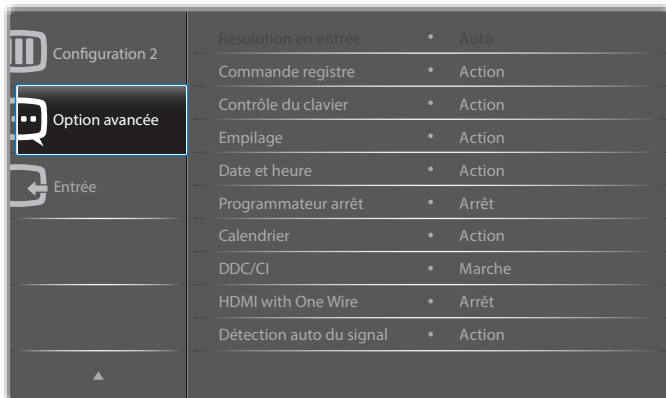 Configuration 2
Option avancée
Entrée
Résolution en entrée • Auto
Commande registre • Action
Contrôle du clavier • Action
Empilage • Action
Date et heure • Action
Programmateur arrêt • Arrêt
Calendrier • Action
DDC/CI • Marche
HDMI with One Wire • Arrêt
Détection auto du signal • Action